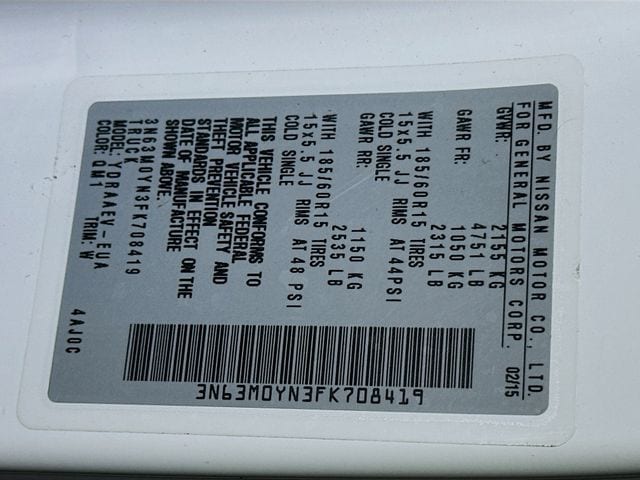 MFD. BY NISSAN MOTOR CO., LTD.
FOR GENERAL MOTORS CORP. 02/15
GVWR: 2155 KG
4751 LB
GAWR FR: 1050 KG
2315 LB
WITH 185/60R15 TIRES
15x5.5 JJ RIMS AT 44PSI
COLD SINGLE
GAWR RR: 1150 KG
2535 LB
WITH 185/60R15 TIRES
15x5.5 JJ RIMS AT 48 PSI
COLD SINGLE
THIS VEHICLE CONFORMS TO
ALL APPLICABLE FEDERAL
MOTOR VEHICLE SAFETY AND
THEFT PREVENTION
STANDARDS IN EFFECT ON THE
DATE OF MANUFACTURE
SHOWN ABOVE.
3N63M0YN3FK708419
TRUCK
MODEL: YDRAAEV-EUA
COLOR: QM1 TRIM: W
4AJ0C
3N63M0YN3FK708419